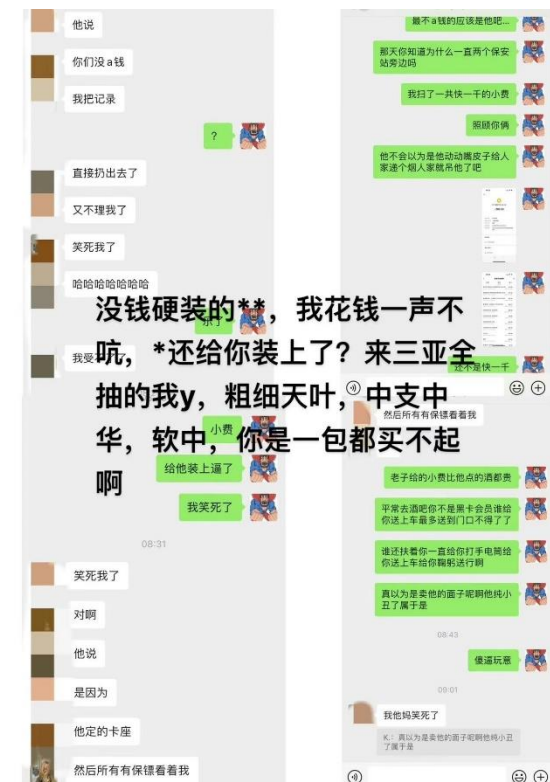 他说
你们没a钱
我把记录
?
直接扔出去了
又不理我了
笑死我了
哈哈哈哈哈哈哈
小费
给他装上逼了
我笑死了
08:31
笑死我了
对啊
他说
是因为
他定的卡座
然后所有有保镖看着我
没钱硬装的**，我花钱一声不
吭，*还给你装上了？来三亚全
抽的我y，粗细天叶，中支中
华，软中，你是一包都买不起
啊
最不a钱的应该是他吧...
那天你知道为什么一直两个保安
站旁边吗
我扫了一共快一千的小费
照顾你俩
他不会以为是他动动嘴皮子给人
家递个烟人家就吊他了吧
还不是快一千
然后所有有保镖看着我
老子给的小费比他点的酒都贵
平常去酒吧你不是黑卡会员谁给
你送上车最多送到门口不得了了
谁还扶着你一直给你打手电筒给
你送上车给你鞠躬送行啊
真以为是卖他的面子呢啊他纯小
丑了属于是
08:43
傻逼玩意
09:01
我他妈笑死了
K.：真以为是卖他的面子呢啊他纯小丑
了属于是